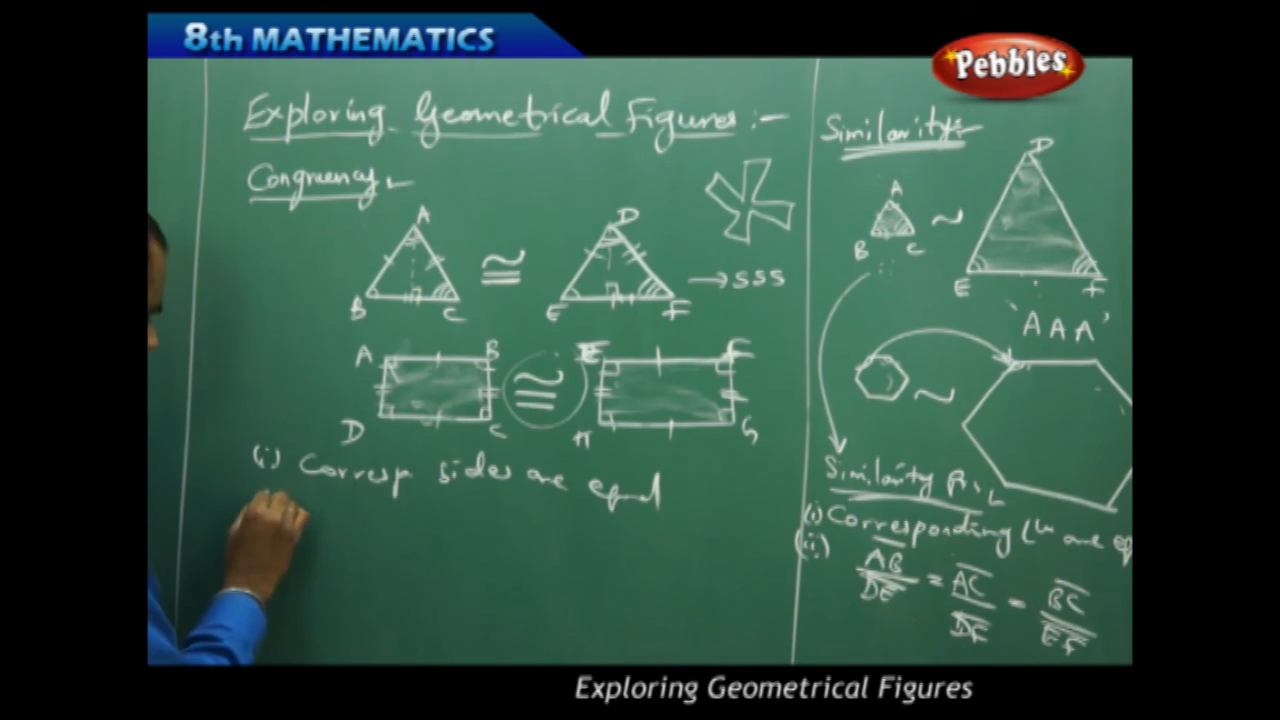 8th MATHEMATICS
Pebbles
Exploring Geometrical Figures :-
Congruency
A
B
C
≅
D
E
F
→ SSS
A
B
D
C
≅
E
F
H
G
(i) Corresp sides are equal
Similarity :-
A
B
C
~
D
E
F
'AAA'
~
Similarity
(i) Corresponding
(ii) AB/DE = AC/DF = BC/EF
Exploring Geometrical Figures